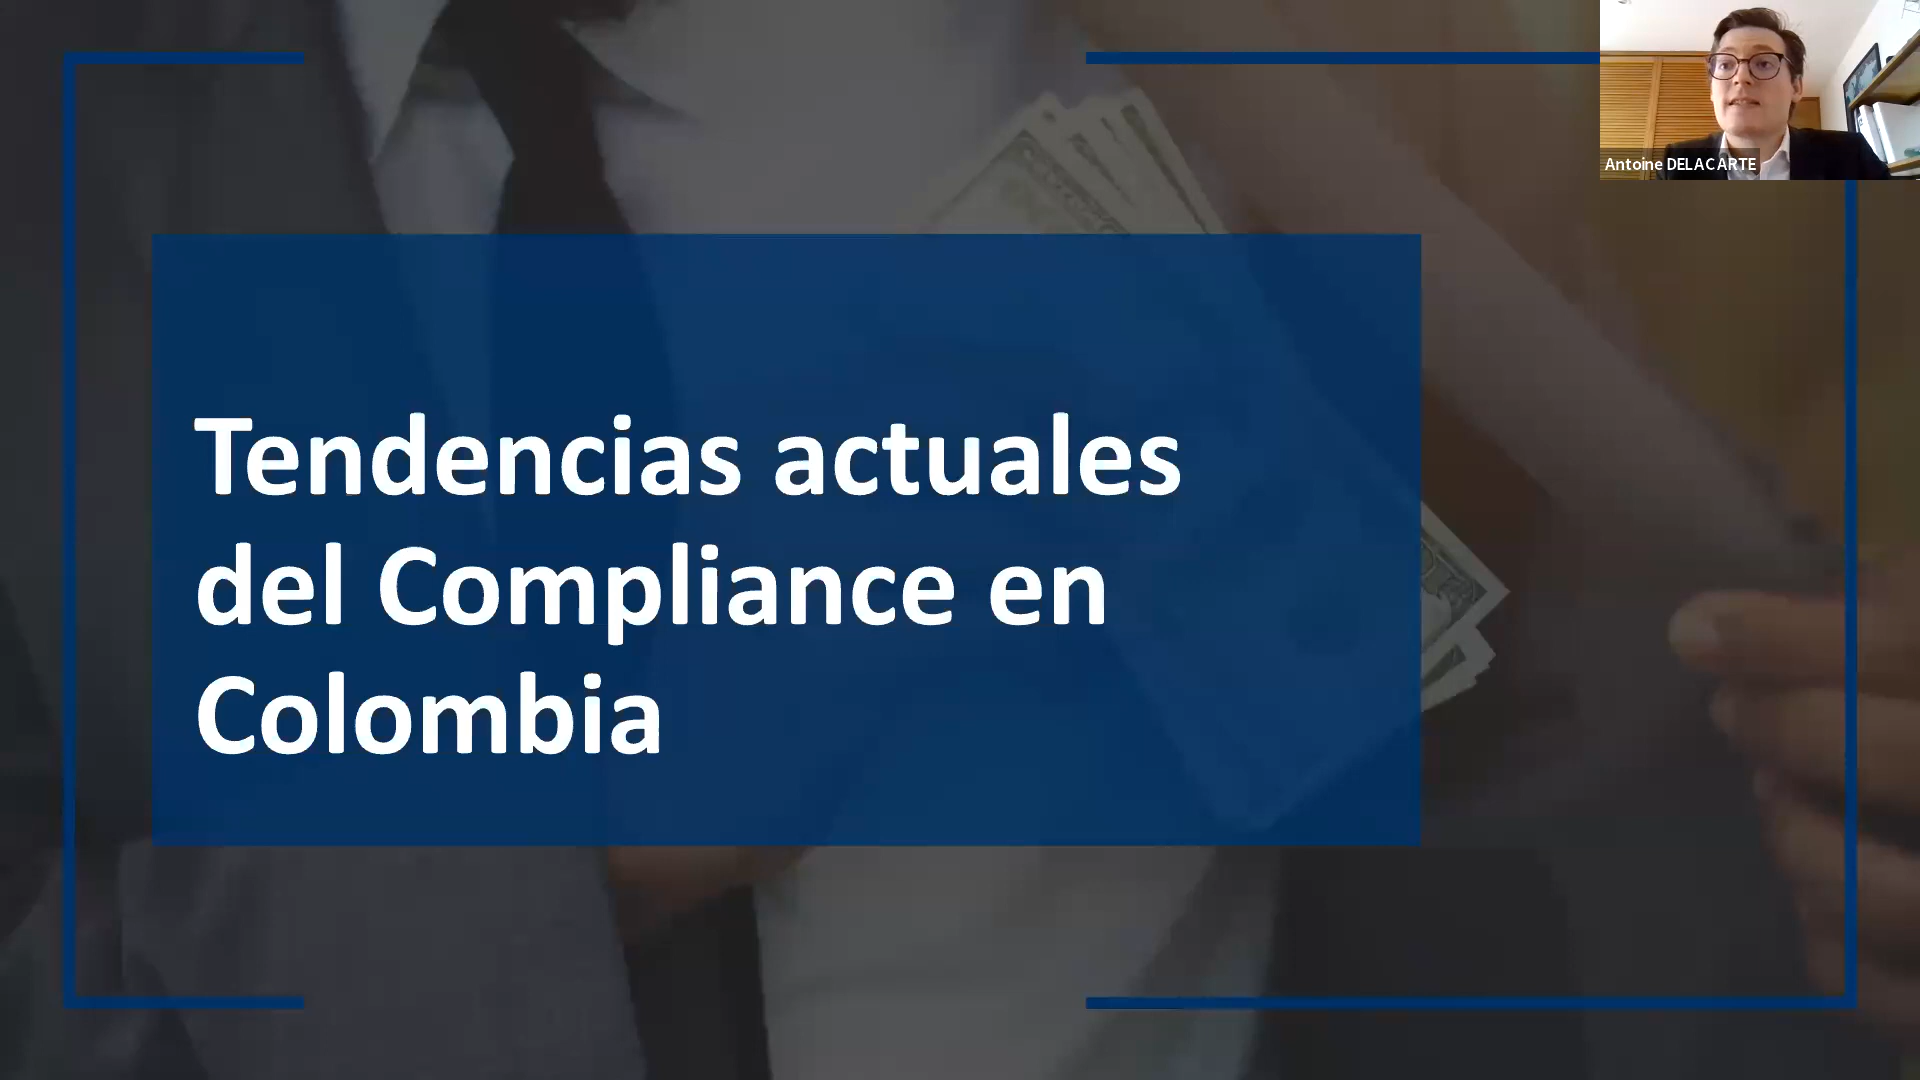 Antoine DELACARTE
Tendencias actuales
del Compliance en
Colombia